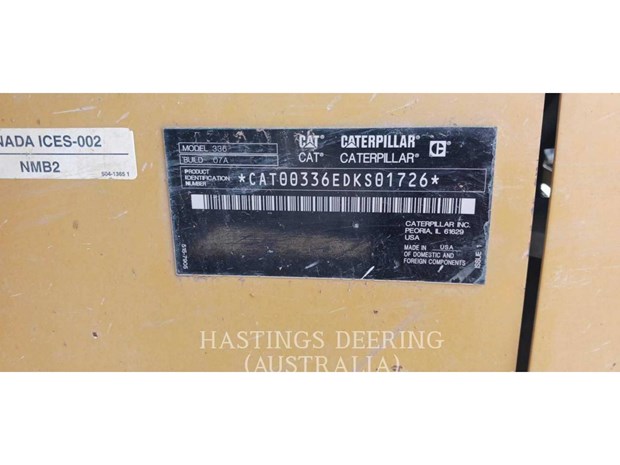 NADA ICES-002
NMB2
504-1365 1
CAT® CATERPILLAR® C
CAT® CATERPILLAR®
MODEL 336
BUILD 07A
PRODUCT
IDENTIFICATION
NUMBER
*CAT00336EDKS01726*
CATERPILLAR INC.
PEORIA, IL 61629
USA
MADE IN USA
OF DOMESTIC AND
FOREIGN COMPONENTS
ISSUE 1
HASTINGS DEERING
(AUSTRALIA)